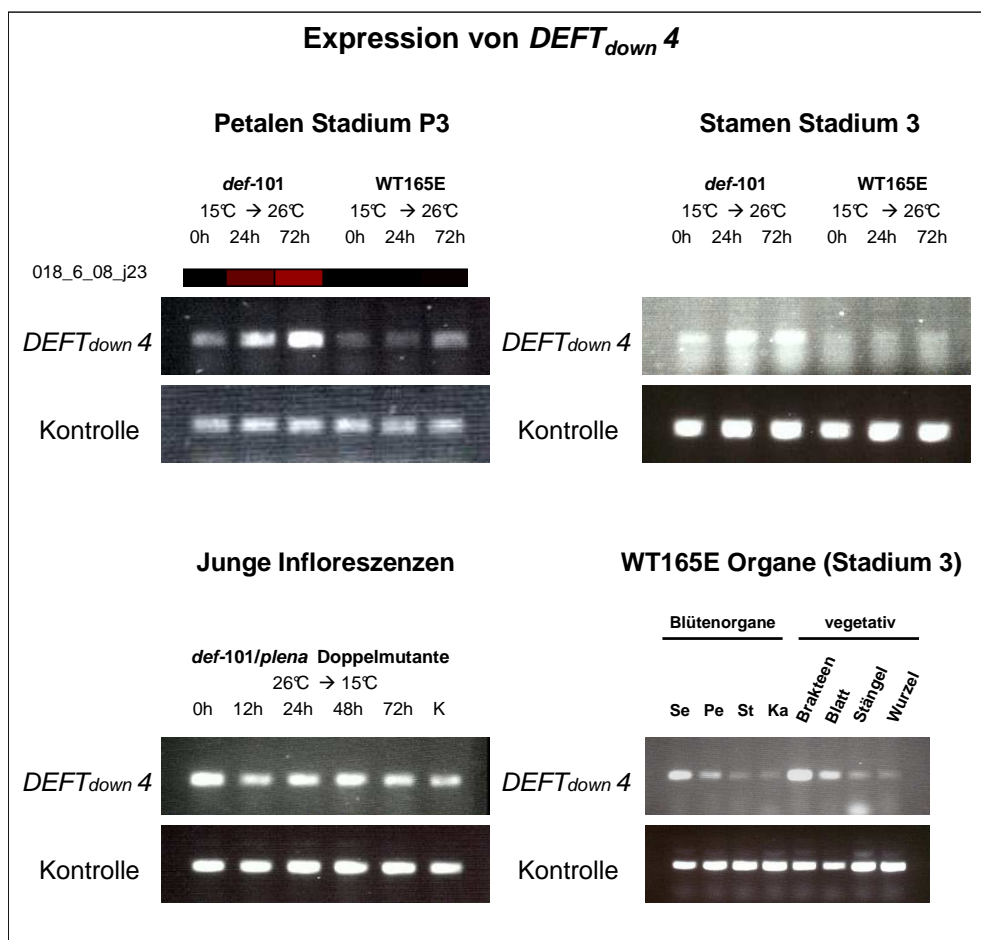 Expression von DEFTdown 4
Petalen Stadium P3
def-101 WT165E
15℃ → 26℃ 15℃ → 26℃
0h 24h 72h 0h 24h 72h
018_6_08_j23
DEFTdown 4
Kontrolle
Stamen Stadium 3
def-101 WT165E
15℃ → 26℃ 15℃ → 26℃
0h 24h 72h 0h 24h 72h
DEFTdown 4
Kontrolle
Junge Infloreszenzen
def-101/plena Doppelmutante
26℃ → 15℃
0h 12h 24h 48h 72h K
DEFTdown 4
Kontrolle
WT165E Organe (Stadium 3)
Blütenorgane vegetativ
Se Pe St Ka Brakteen Blatt Stängel Wurzel
DEFTdown 4
Kontrolle